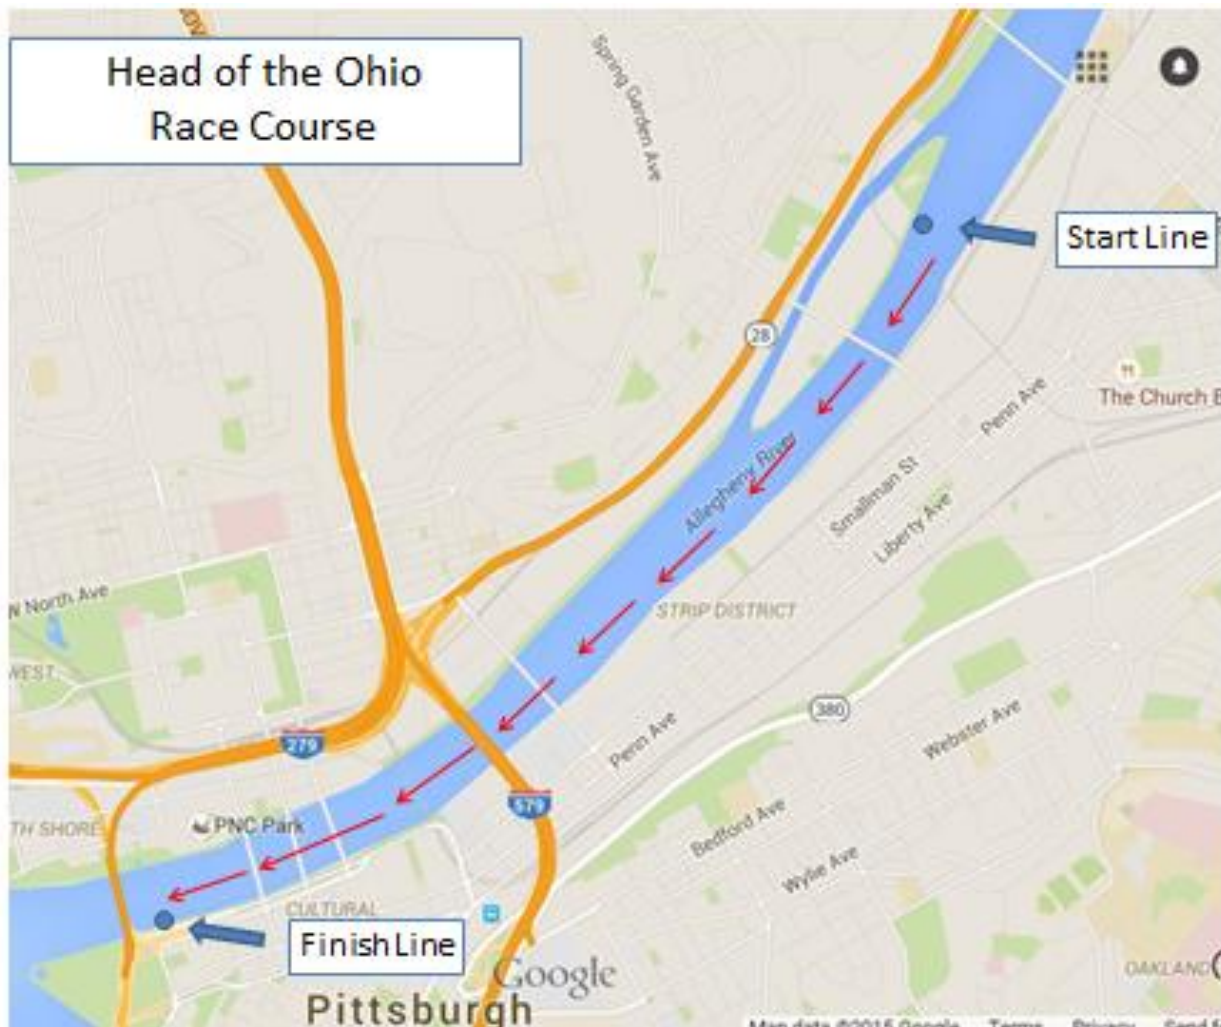 Head of the Ohio
Race Course
Spring Garden Ave
Start Line
28
The Church B
Penn Ave
Allegheny River
Smallman St
Liberty Ave
W North Ave
STRIP DISTRICT
WEST
380
Penn Ave
Webster Ave
279
579
PNC Park
TH SHORE
Bedford Ave
Wylie Ave
CULTURAL
Finish Line
Google
OAKLAND
Pittsburgh
Map data ©2015 Google Terms Privacy Send f